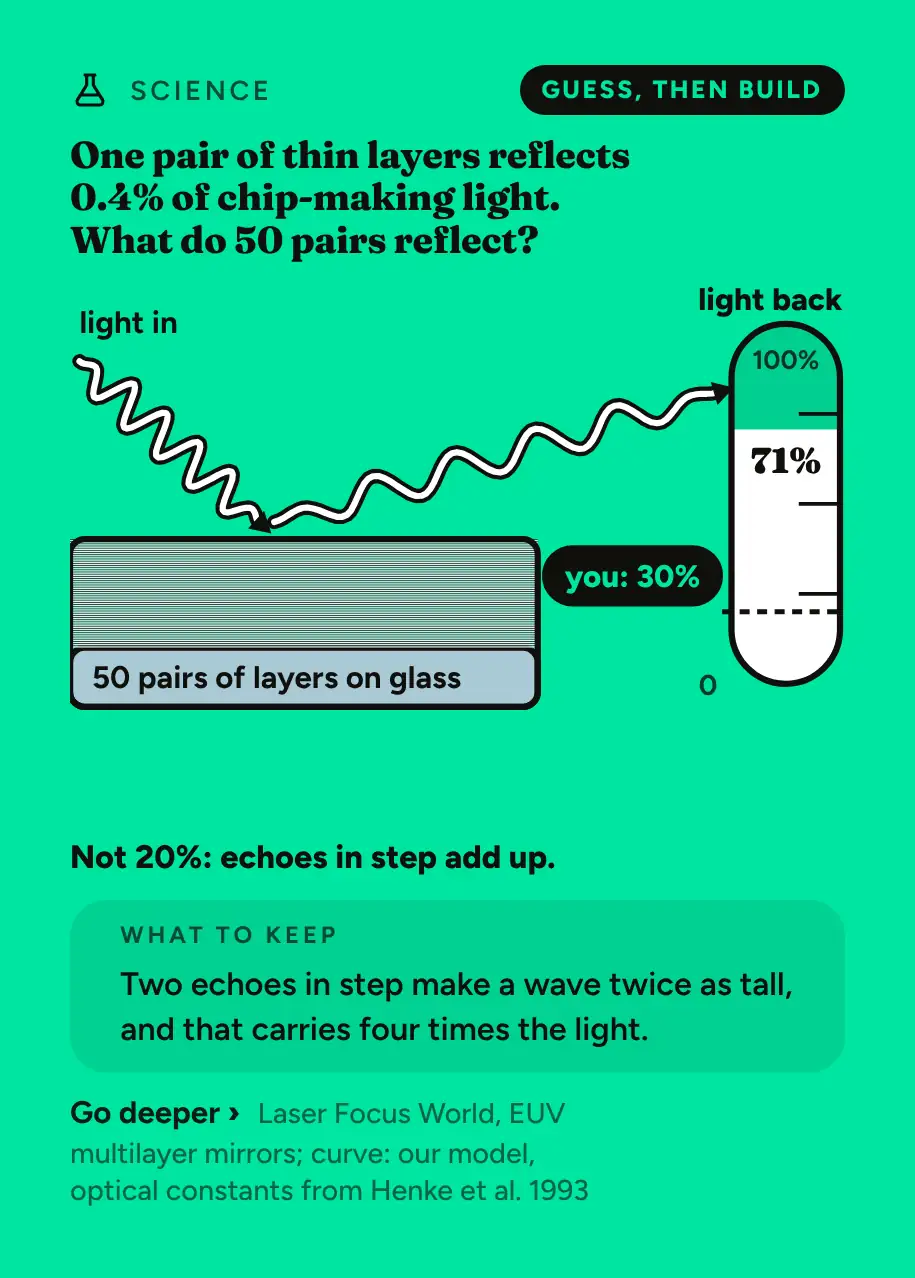 SCIENCE
GUESS, THEN BUILD
One pair of thin layers reflects
0.4% of chip-making light.
What do 50 pairs reflect?
light in
light back
100%
71%
you: 30%
50 pairs of layers on glass
0
Not 20%: echoes in step add up.
WHAT TO KEEP
Two echoes in step make a wave twice as tall,
and that carries four times the light.
Go deeper › Laser Focus World, EUV
multilayer mirrors; curve: our model,
optical constants from Henke et al. 1993